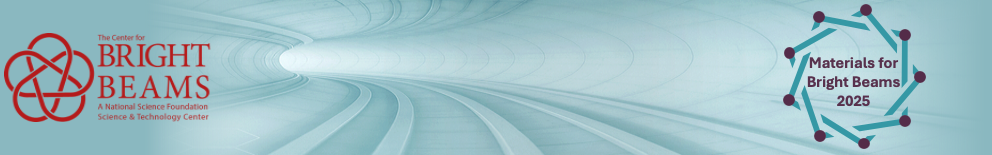 The Center for
BRIGHT
BEAMS
A National Science Foundation
Science & Technology Center
Materials for
Bright Beams
2025